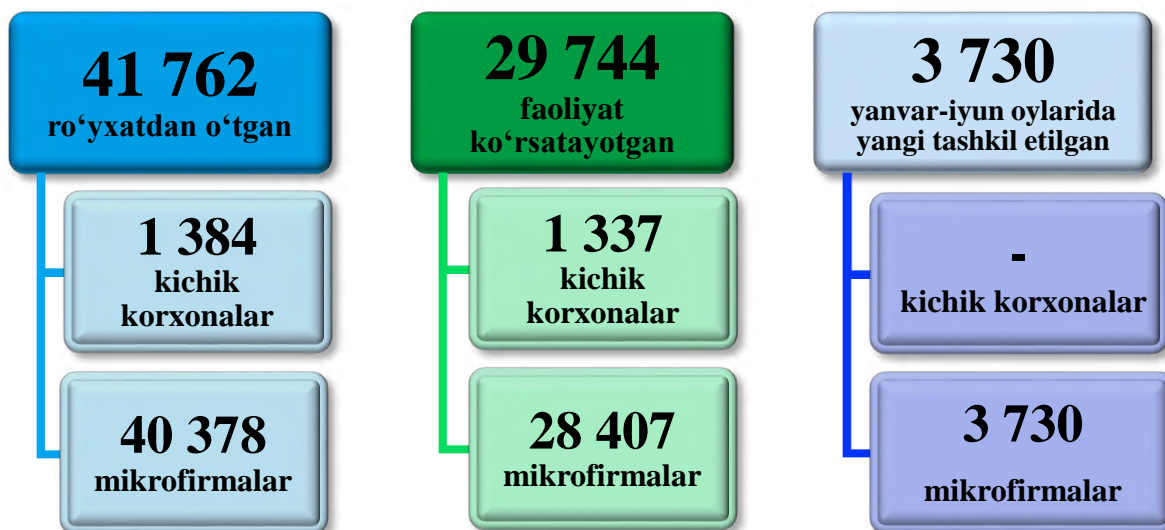 41 762
ro‘yxatdan o‘tgan
1 384
kichik
korxonalar
40 378
mikrofirmalar
29 744
faoliyat
ko‘rsatayotgan
1 337
kichik
korxonalar
28 407
mikrofirmalar
3 730
yanvar-iyun oylarida
yangi tashkil etilgan
-
kichik korxonalar
3 730
mikrofirmalar